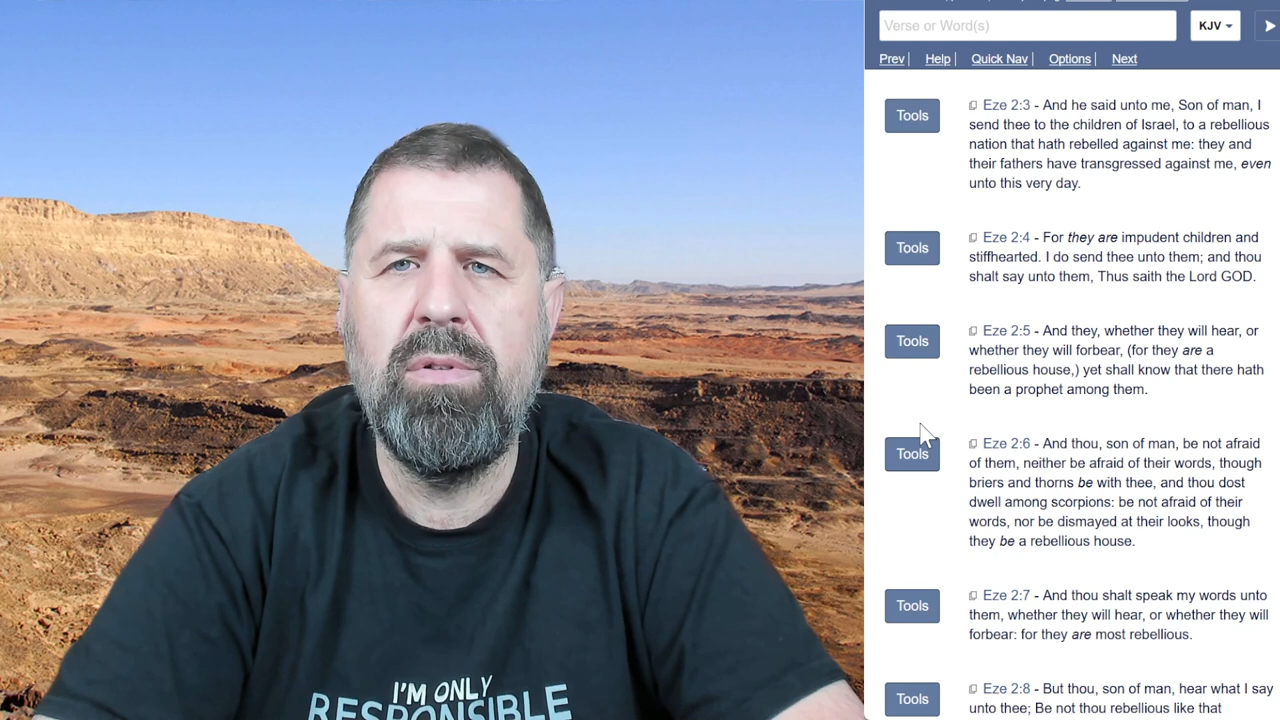 I'M ONLY
RESPONSIBLE
Verse or Word(s)
KJV
Prev
Help
Quick Nav
Options
Next
Tools
Eze 2:3 - And he said unto me, Son of man, I
send thee to the children of Israel, to a rebellious
nation that hath rebelled against me: they and
their fathers have transgressed against me, even
unto this very day.
Tools
Eze 2:4 - For they are impudent children and
stiffhearted. I do send thee unto them; and thou
shalt say unto them, Thus saith the Lord GOD.
Tools
Eze 2:5 - And they, whether they will hear, or
whether they will forbear, (for they are a
rebellious house,) yet shall know that there hath
been a prophet among them.
Tools
Eze 2:6 - And thou, son of man, be not afraid
of them, neither be afraid of their words, though
briers and thorns be with thee, and thou dost
dwell among scorpions: be not afraid of their
words, nor be dismayed at their looks, though
they be a rebellious house.
Tools
Eze 2:7 - And thou shalt speak my words unto
them, whether they will hear, or whether they will
forbear: for they are most rebellious.
Tools
Eze 2:8 - But thou, son of man, hear what I say
unto thee; Be not thou rebellious like that